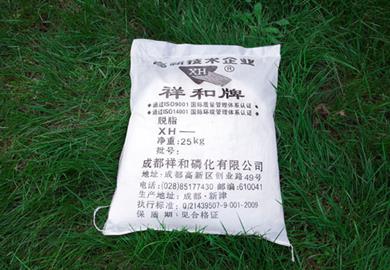 高新技术企业
XH ®
祥和牌
通过ISO9001国际质量管理体系认证
通过ISO14001国际环境管理体系认证
脱脂
XH—
净重:25kg
批号:
成都祥和磷化有限公司
地址:成都高新区创业路49号
电话:(028)85177430 邮编:610041
生产地址:成都·新津
执行标准:Q/21439507-9·001-2009
保质期:见合格证